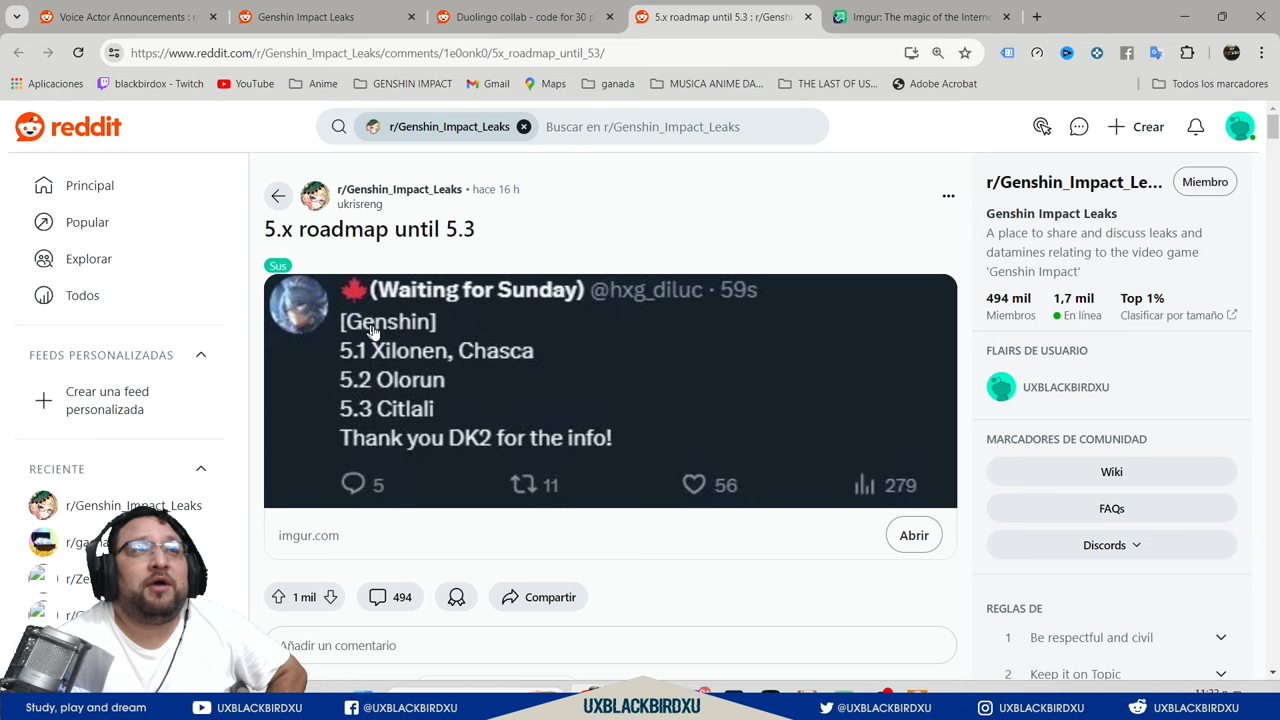 Voice Actor Announcements : r/
Genshin Impact Leaks
Duolingo collab - code for 30 p
5.x roadmap until 5.3 : r/Gensh
Imgur: The magic of the Interne
https://www.reddit.com/r/Genshin_Impact_Leaks/comments/1e0onk0/5x_roadmap_until_53/
Aplicaciones
blackbirdox - Twitch
YouTube
Anime
GENSHIN IMPACT
Gmail
Maps
ganada
MUSICA ANIME DA...
THE LAST OF US...
Adobe Acrobat
Todos los marcadores
reddit
r/Genshin_Impact_Leaks
Buscar en r/Genshin_Impact_Leaks
Crear
Principal
Popular
Explorar
Todos
FEEDS PERSONALIZADAS
Crear una feed
personalizada
RECIENTE
r/Genshin_Impact_Leaks
r/Genshin_Impact_Leaks • hace 16 h
ukrisreng
5.x roadmap until 5.3
Sus
(Waiting for Sunday) @hxg_diluc · 59s
[Genshin]
5.1 Xilonen, Chasca
5.2 Olorun
5.3 Citlali
Thank you DK2 for the info!
5
11
56
279
imgur.com
Abrir
1 mil
494
Compartir
Añadir un comentario
r/Genshin_Impact_Le...
Miembro
Genshin Impact Leaks
A place to share and discuss leaks and
datamines relating to the video game
'Genshin Impact'
494 mil
1,7 mil
Top 1%
Miembros
En línea
Clasificar por tamaño
FLAIRS DE USUARIO
UXBLACKBIRDXU
MARCADORES DE COMUNIDAD
Wiki
FAQs
Discords
REGLAS DE
1 Be respectful and civil
2 Keep it on Topic
Study, play and dream
UXBLACKBIRDXU
@UXBLACKBIRDXU
UXBLACKBIRDXU
@UXBLACKBIRDXU
UXBLACKBIRDXU
UXBLACKBIRDXU